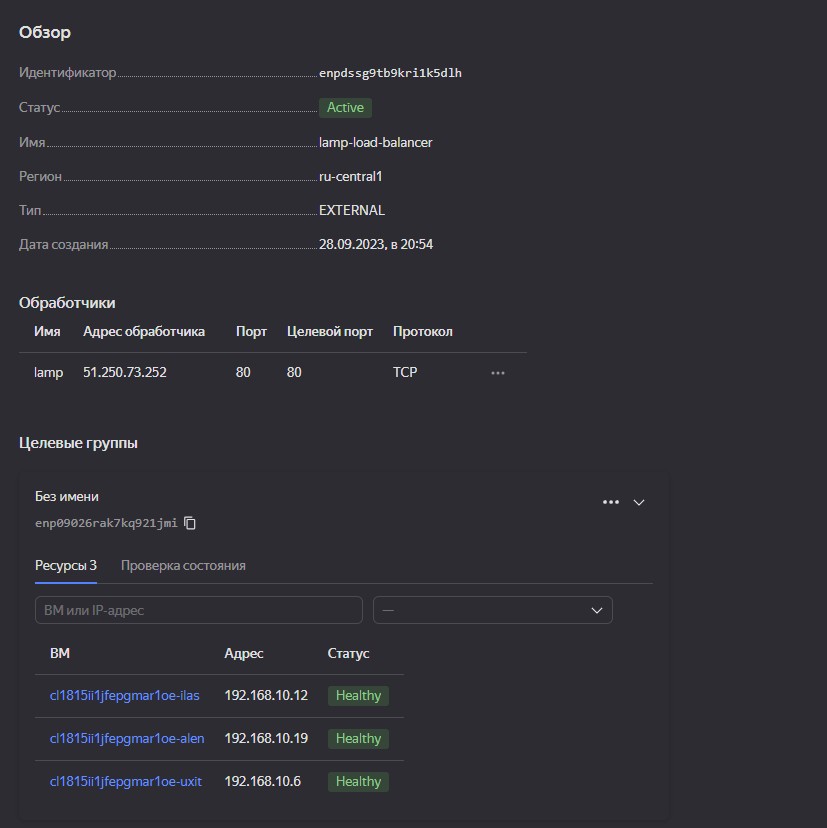 Обзор
Идентификатор enpdssg9tb9kri1k5dlh
Статус Active
Имя lamp-load-balancer
Регион ru-central1
Тип EXTERNAL
Дата создания 28.09.2023, в 20:54
Обработчики
Имя Адрес обработчика Порт Целевой порт Протокол
lamp 51.250.73.252 80 80 TCP
Целевые группы
Без имени
enp09026rak7kq921jmi
Ресурсы 3 Проверка состояния
ВМ или IP-адрес —
ВМ Адрес Статус
cl1815ii1jfepgmar1oe-ilas 192.168.10.12 Healthy
cl1815ii1jfepgmar1oe-alen 192.168.10.19 Healthy
cl1815ii1jfepgmar1oe-uxit 192.168.10.6 Healthy